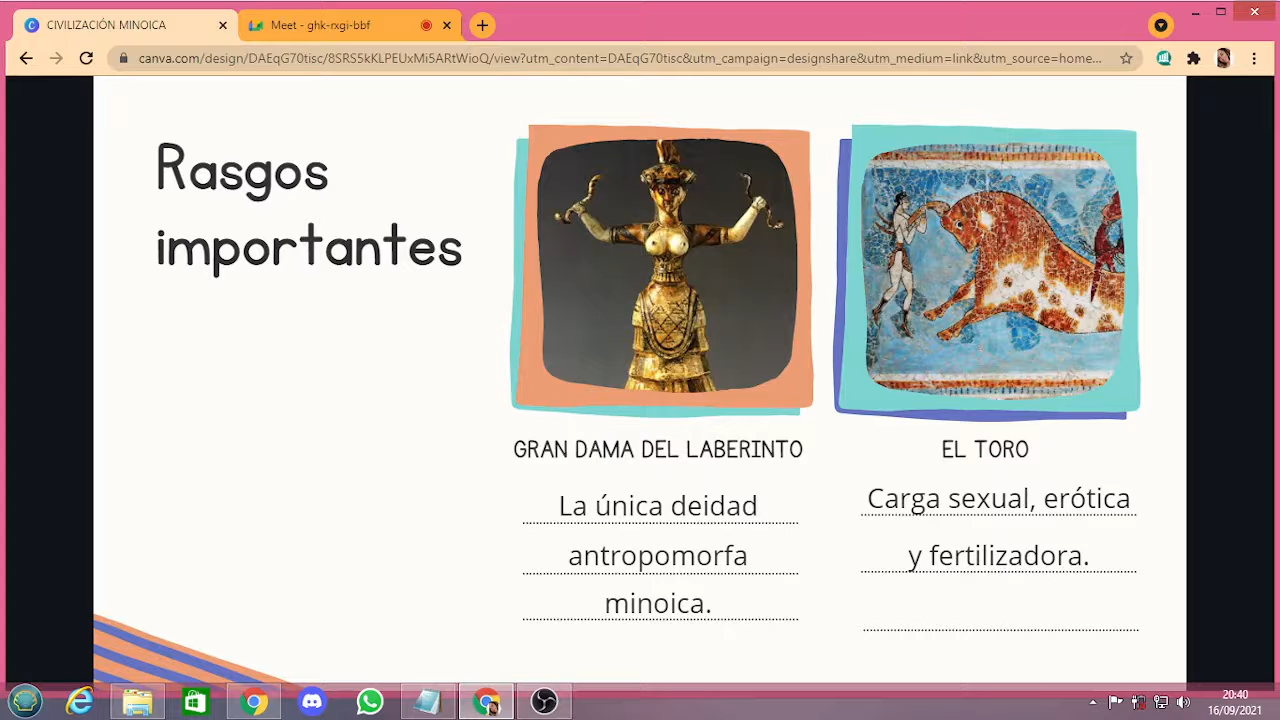 CIVILIZACIÓN MINOICA
Meet - ghk-rxgi-bbf
canva.com/design/DAEqG70tisc/8SRS5kKLPEUxMi5ARtWirQ/view?utm_content=DAEqG70tisc&utm_campaign=designshare&utm_medium=link&utm_source=home...
Rasgos
importantes
GRAN DAMA DEL LABERINTO
La única deidad
antropomorfa
minoica.
EL TORO
Carga sexual, erótica
y fertilizadora.
20:40
16/09/2021